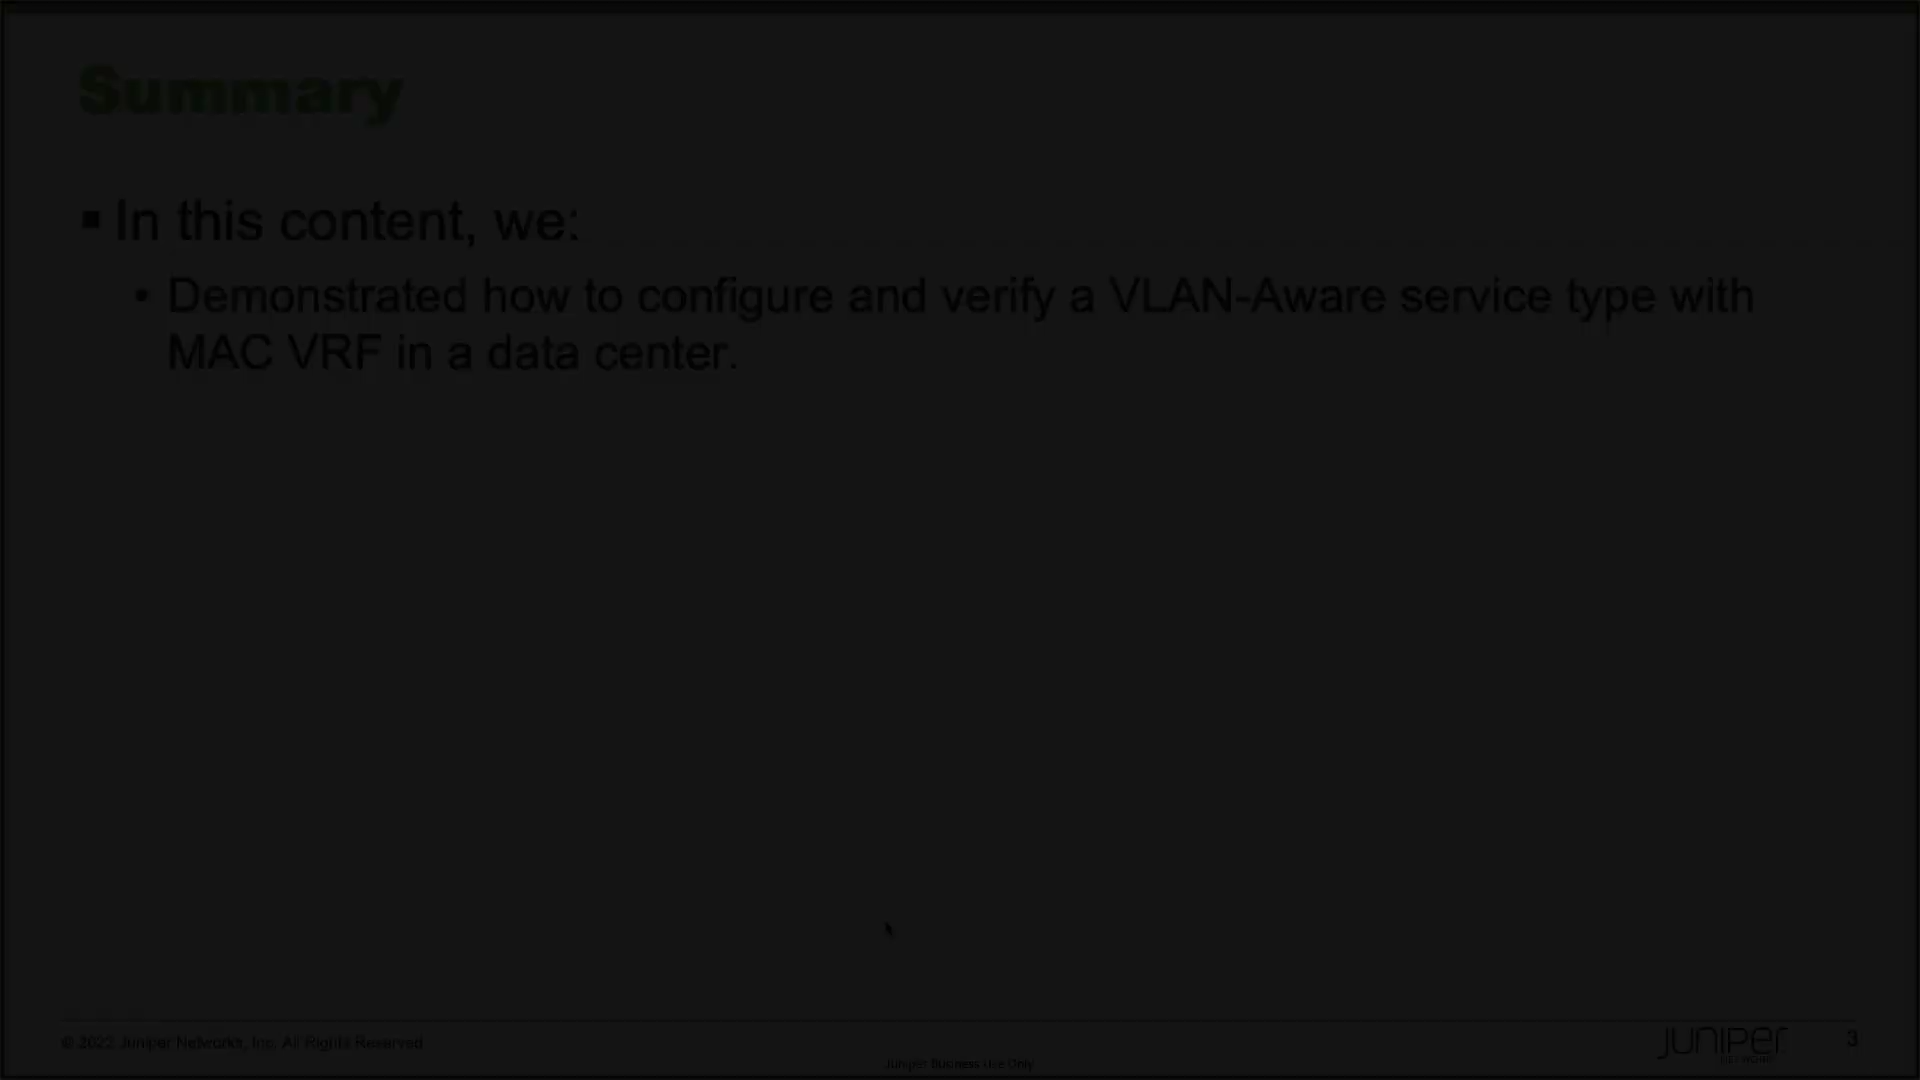 Summary
▪ In this content, we:
• Demonstrated how to configure and verify a VLAN-Aware service type with
MAC VRF in a data center.
© 2022 Juniper Networks, Inc. All Rights Reserved
Juniper Business Use Only
JUNIPEr
NETWORKS
3